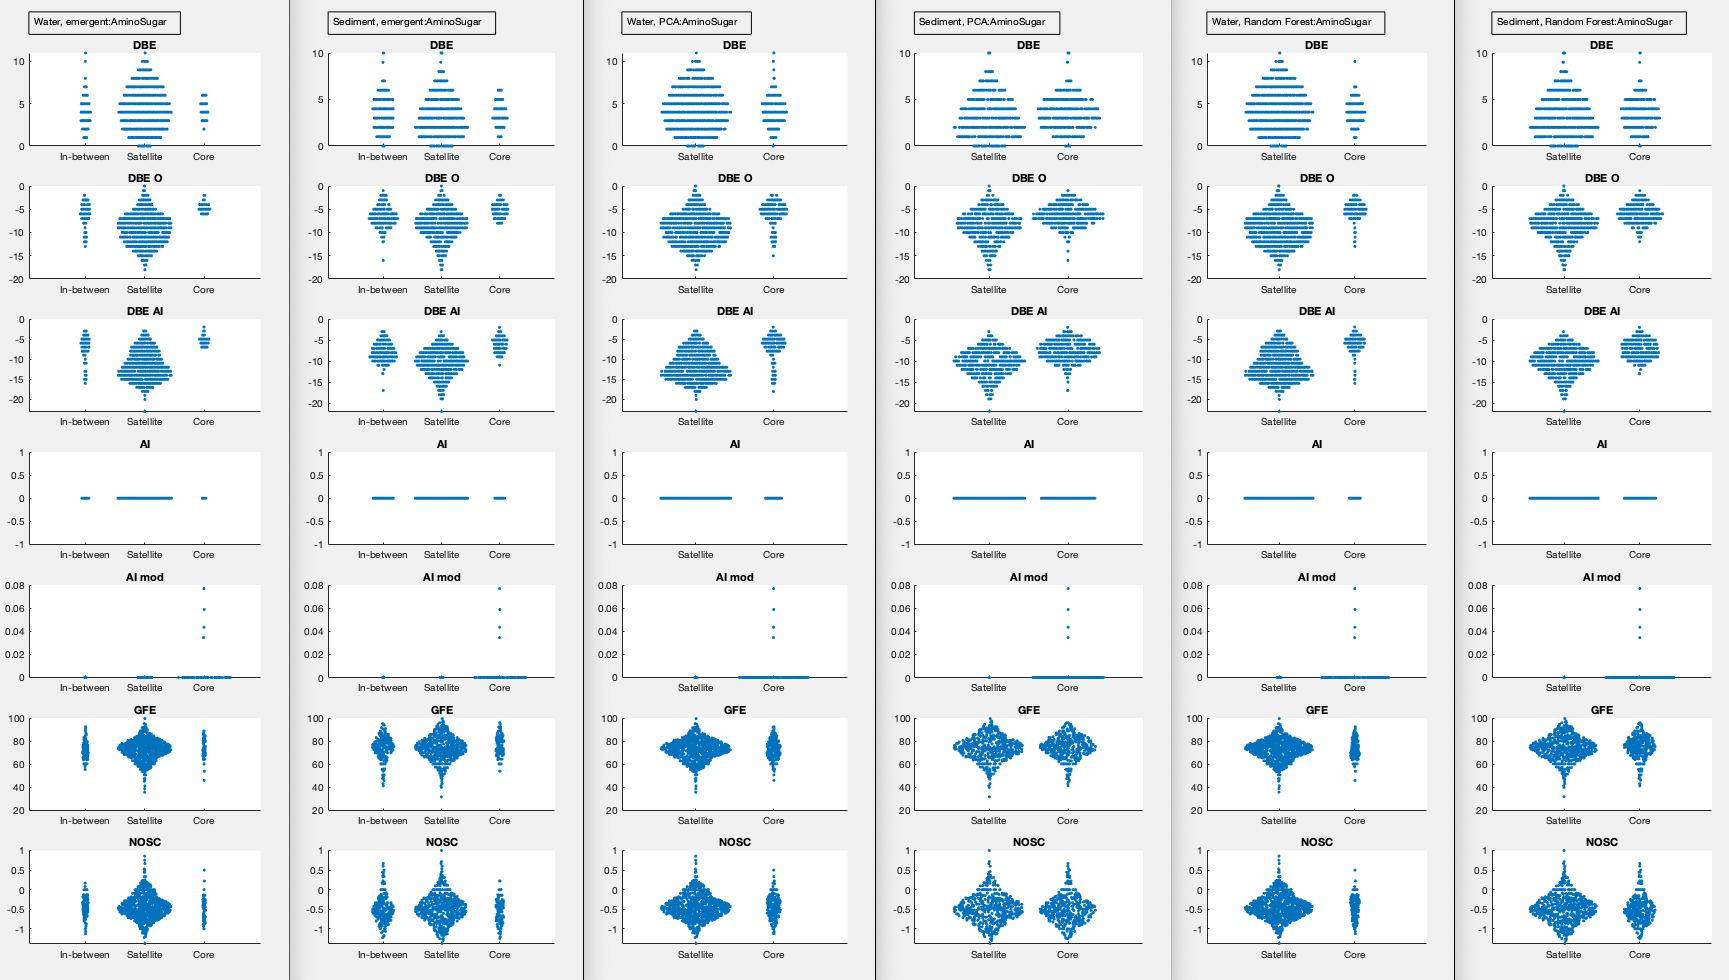 Water, emergent:AminoSugar
DBE
10
5
0
In-between Satellite Core
DBE O
0
-5
-10
-15
-20
In-between Satellite Core
DBE AI
0
-5
-10
-15
-20
In-between Satellite Core
AI
1
0.5
0
-0.5
-1
In-between Satellite Core
AI mod
0.08
0.06
0.04
0.02
0
In-between Satellite Core
GFE
100
80
60
40
20
In-between Satellite Core
NOSC
1
0.5
0
-0.5
-1
In-between Satellite Core
Sediment, emergent:AminoSugar
DBE
10
5
0
In-between Satellite Core
DBE O
0
-5
-10
-15
-20
In-between Satellite Core
DBE AI
0
-5
-10
-15
-20
In-between Satellite Core
AI
1
0.5
0
-0.5
-1
In-between Satellite Core
AI mod
0.08
0.06
0.04
0.02
0
In-between Satellite Core
GFE
100
80
60
40
20
In-between Satellite Core
NOSC
1
0.5
0
-0.5
-1
In-between Satellite Core
Water, PCA:AminoSugar
DBE
10
5
0
Satellite Core
DBE O
0
-5
-10
-15
-20
Satellite Core
DBE AI
0
-5
-10
-15
-20
Satellite Core
AI
1
0.5
0
-0.5
-1
Satellite Core
AI mod
0.08
0.06
0.04
0.02
0
Satellite Core
GFE
100
80
60
40
20
Satellite Core
NOSC
1
0.5
0
-0.5
-1
Satellite Core
Sediment, PCA:AminoSugar
DBE
10
5
0
Satellite Core
DBE O
0
-5
-10
-15
-20
Satellite Core
DBE AI
0
-5
-10
-15
-20
Satellite Core
AI
1
0.5
0
-0.5
-1
Satellite Core
AI mod
0.08
0.06
0.04
0.02
0
Satellite Core
GFE
100
80
60
40
20
Satellite Core
NOSC
1
0.5
0
-0.5
-1
Satellite Core
Water, Random Forest:AminoSugar
DBE
10
5
0
Satellite Core
DBE O
0
-5
-10
-15
-20
Satellite Core
DBE AI
0
-5
-10
-15
-20
Satellite Core
AI
1
0.5
0
-0.5
-1
Satellite Core
AI mod
0.08
0.06
0.04
0.02
0
Satellite Core
GFE
100
80
60
40
20
Satellite Core
NOSC
1
0.5
0
-0.5
-1
Satellite Core
Sediment, Random Forest:AminoSugar
DBE
10
5
0
Satellite Core
DBE O
0
-5
-10
-15
-20
Satellite Core
DBE AI
0
-5
-10
-15
-20
Satellite Core
AI
1
0.5
0
-0.5
-1
Satellite Core
AI mod
0.08
0.06
0.04
0.02
0
Satellite Core
GFE
100
80
60
40
20
Satellite Core
NOSC
1
0.5
0
-0.5
-1
Satellite Core